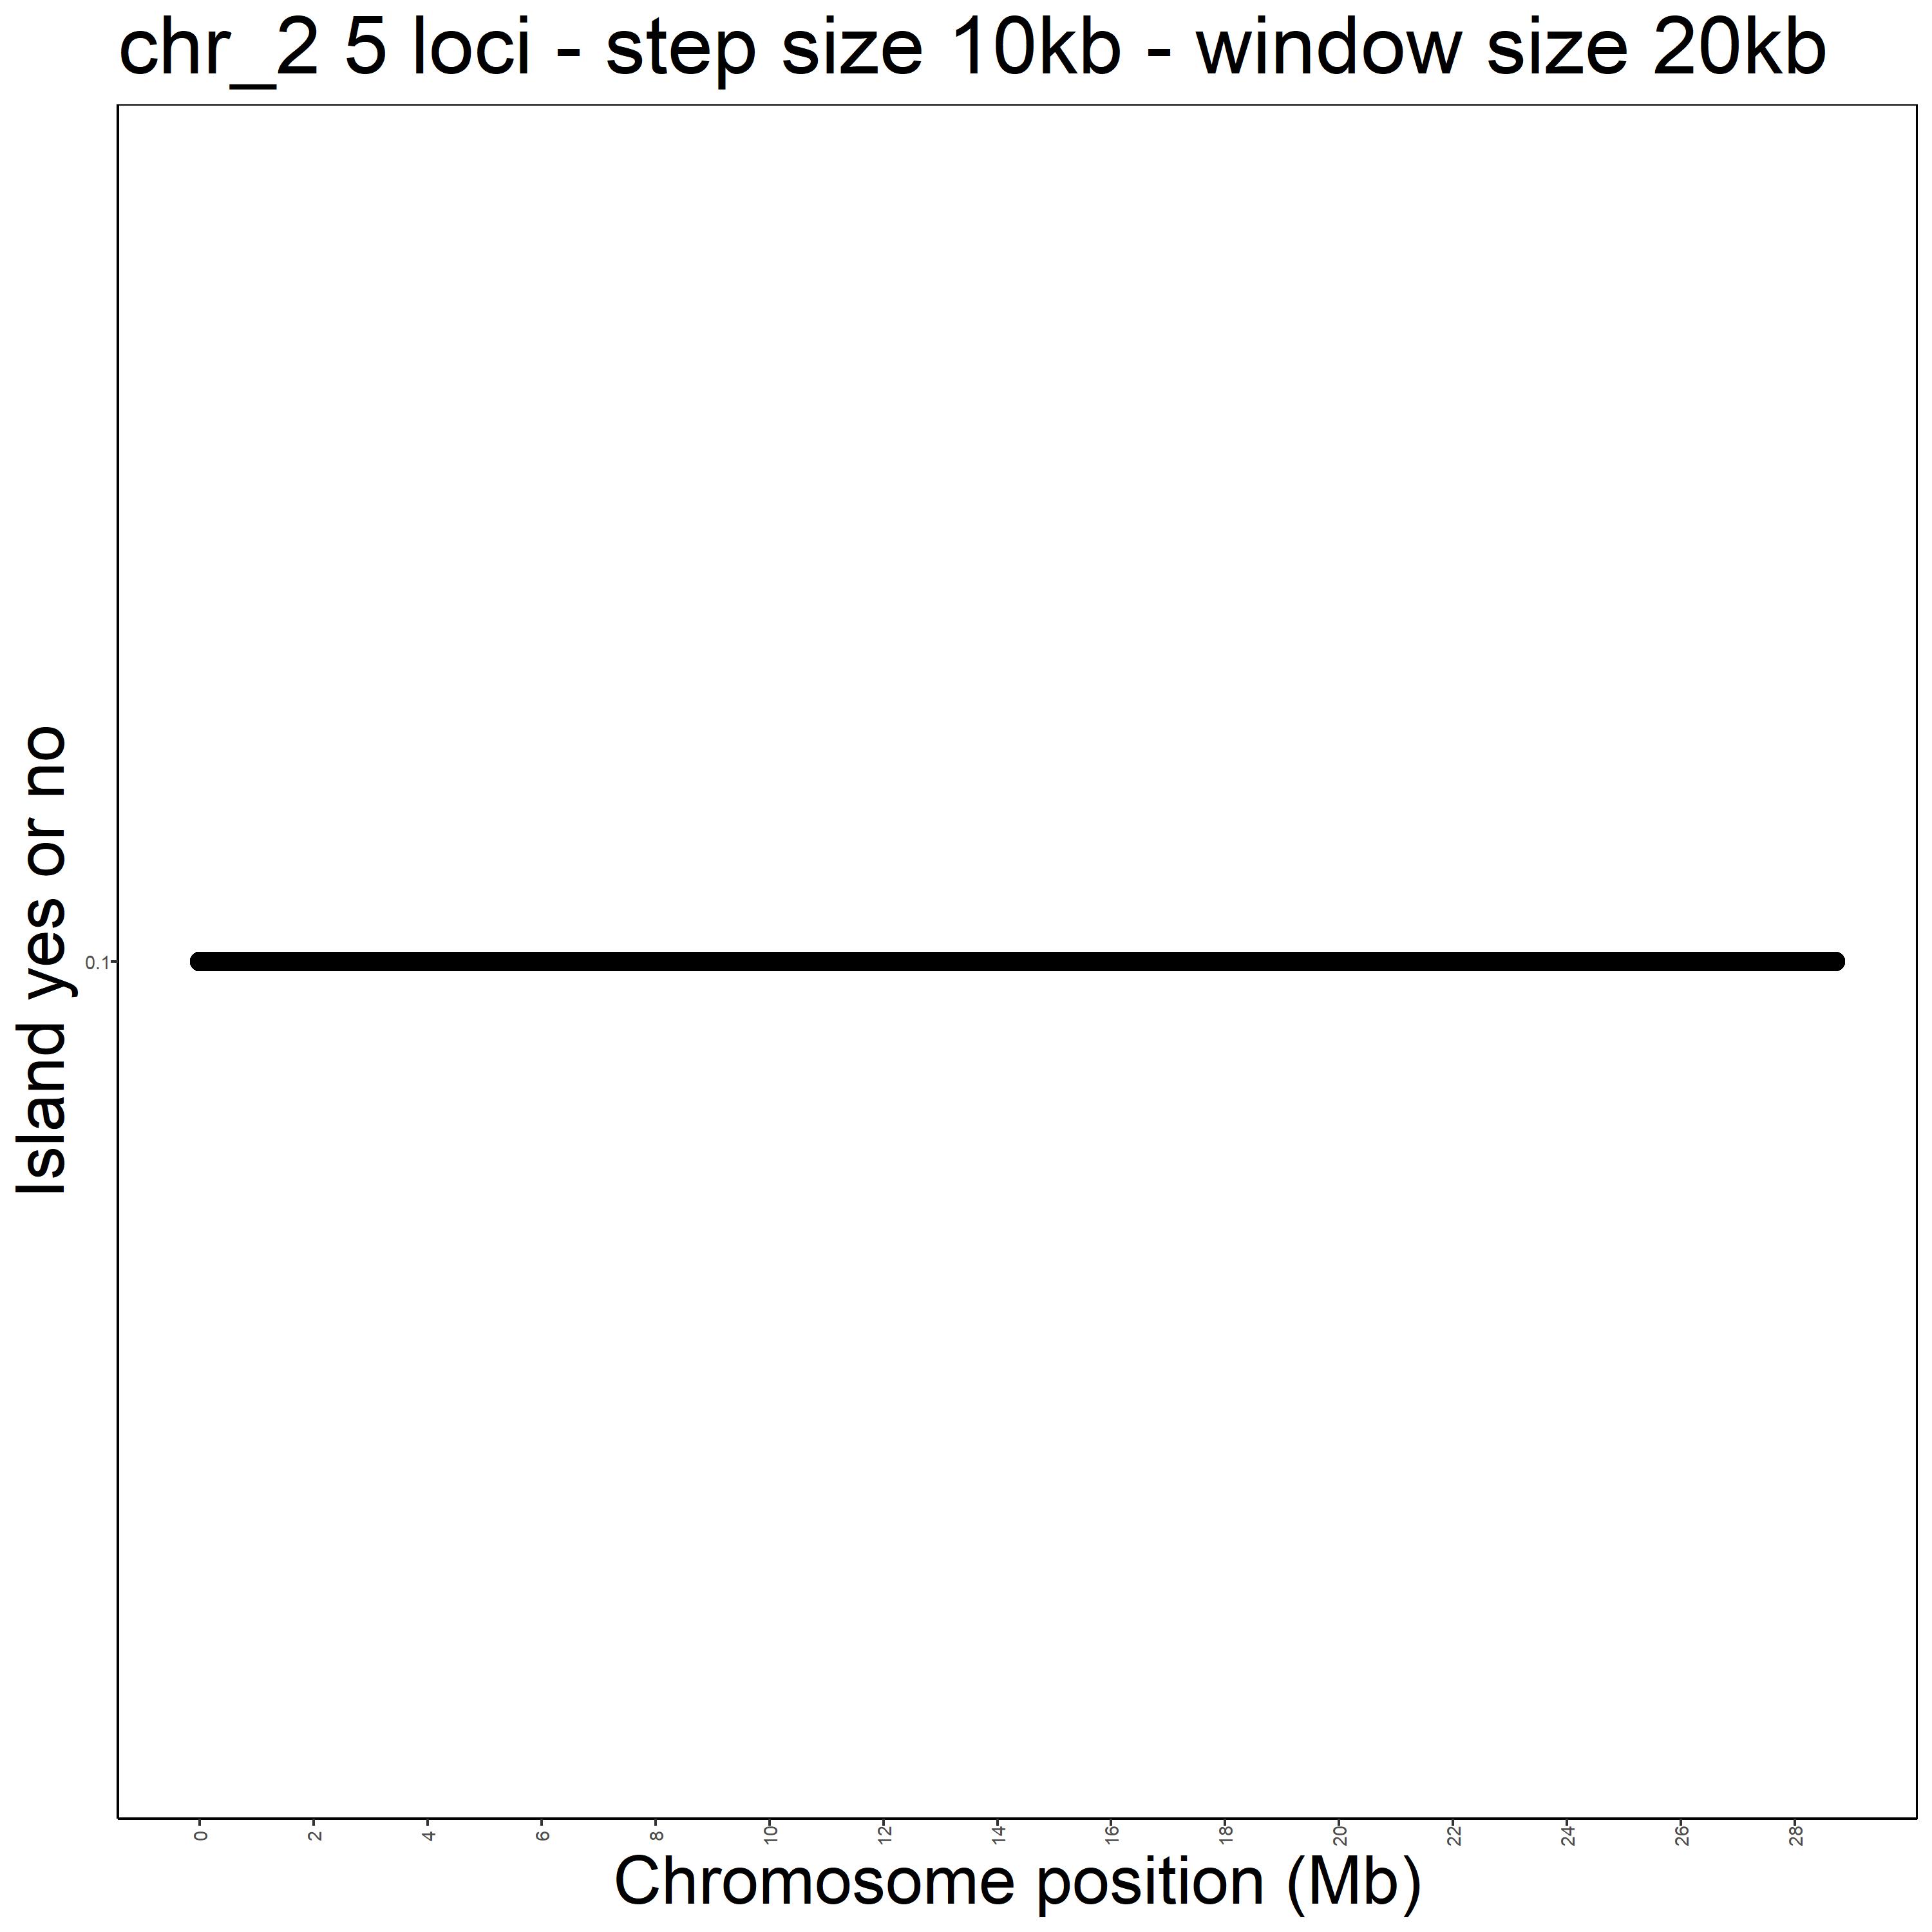 chr_2 5 loci - step size 10kb - window size 20kb
Island yes or no
0.1
0 2 4 6 8 10 12 14 16 18 20 22 24 26 28
Chromosome position (Mb)